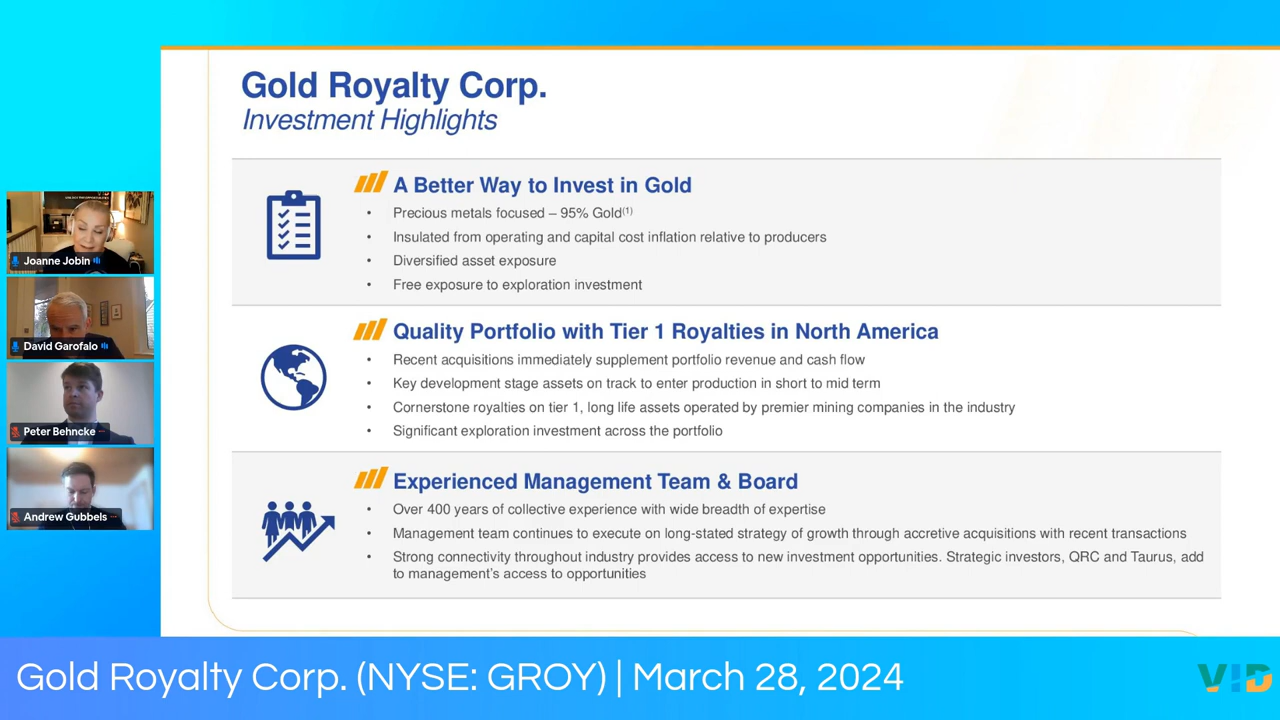 Gold Royalty Corp.
Investment Highlights
A Better Way to Invest in Gold
• Precious metals focused – 95% Gold(1)
• Insulated from operating and capital cost inflation relative to producers
• Diversified asset exposure
• Free exposure to exploration investment
Quality Portfolio with Tier 1 Royalties in North America
• Recent acquisitions immediately supplement portfolio revenue and cash flow
• Key development stage assets on track to enter production in short to mid term
• Cornerstone royalties on tier 1, long life assets operated by premier mining companies in the industry
• Significant exploration investment across the portfolio
Experienced Management Team & Board
• Over 400 years of collective experience with wide breadth of expertise
• Management team continues to execute on long-stated strategy of growth through accretive acquisitions with recent transactions
• Strong connectivity throughout industry provides access to new investment opportunities. Strategic investors, QRC and Taurus, add
to management's access to opportunities
Joanne Jobin
David Garofalo
Peter Behncke
Andrew Gubbels
Gold Royalty Corp. (NYSE: GROY) | March 28, 2024
VID